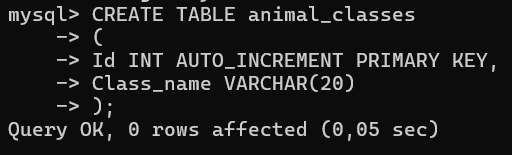 mysql> CREATE TABLE animal_classes
    -> (
    -> Id INT AUTO_INCREMENT PRIMARY KEY,
    -> Class_name VARCHAR(20)
    -> );
Query OK, 0 rows affected (0,05 sec)